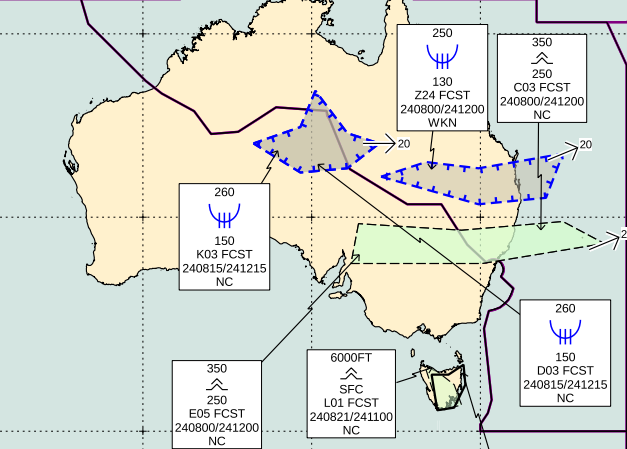 250
130
Z24 FCST
240800/241200
WKN
350
250
C03 FCST
240800/241200
NC
20
20
260
150
K03 FCST
240815/241215
NC
2
260
150
D03 FCST
240815/241215
NC
350
250
E05 FCST
240800/241200
NC
6000FT
SFC
L01 FCST
240821/241100
NC